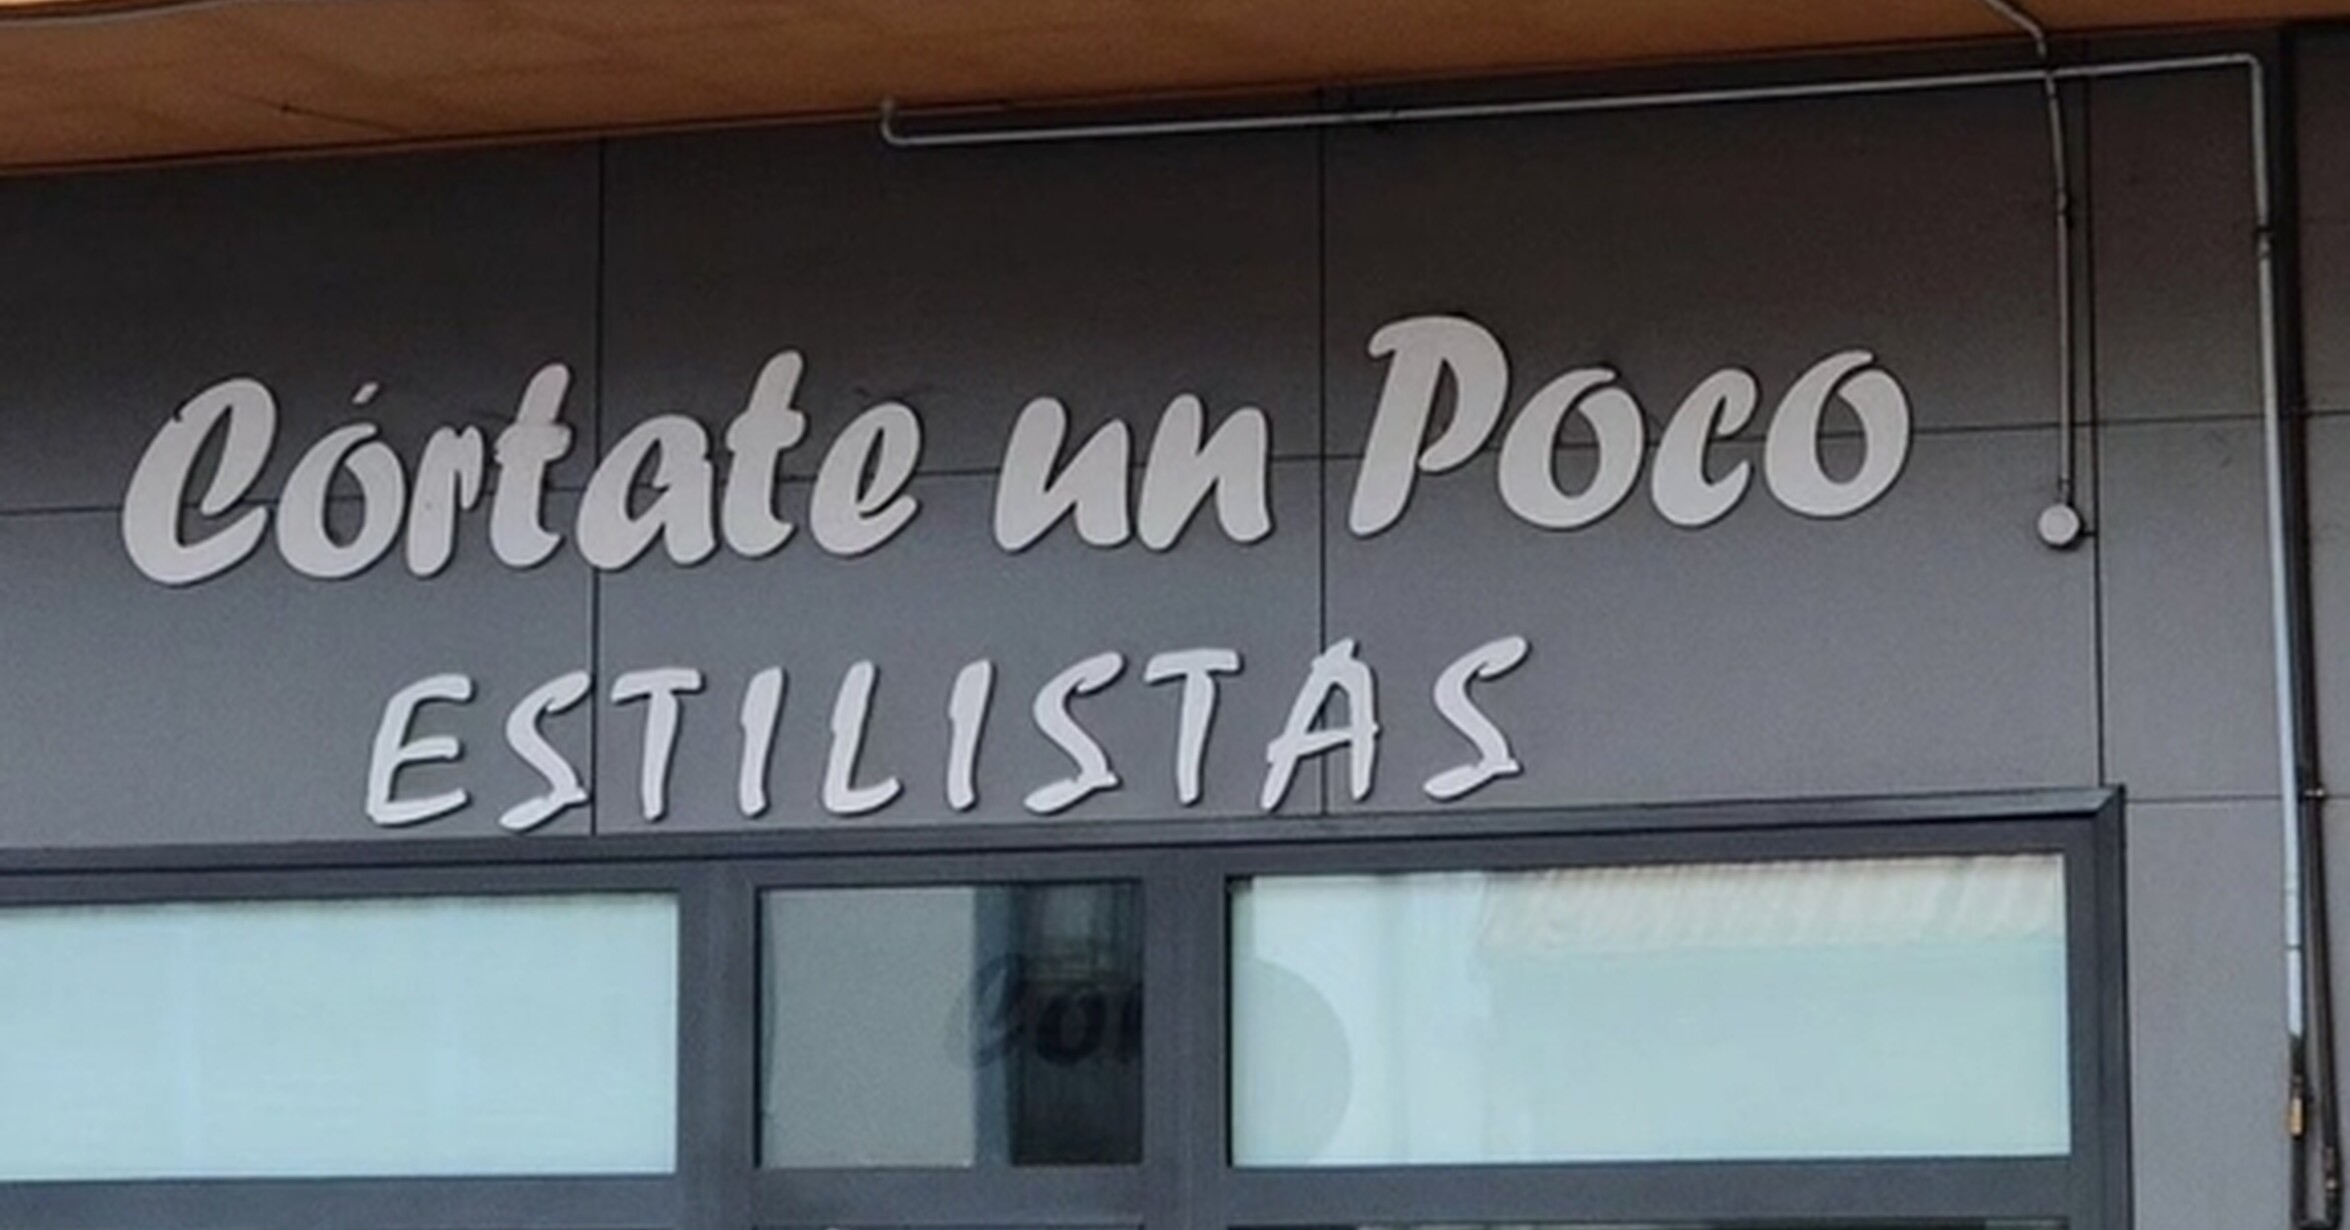 Córtate un Poco
ESTILISTAS